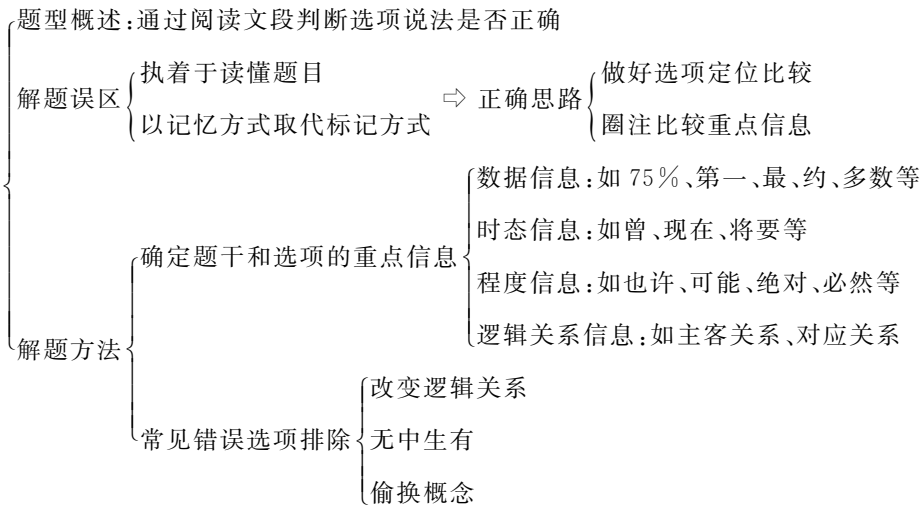 题型概述:通过阅读文段判断选项说法是否正确
解题误区
执着于读懂题目
以记忆方式取代标记方式
⇨ 正确思路
做好选项定位比较
圈注比较重点信息
解题方法
确定题干和选项的重点信息
数据信息:如 75%、第一、最、约、多数等
时态信息:如曾、现在、将要等
程度信息:如也许、可能、绝对、必然等
逻辑关系信息:如主客关系、对应关系
常见错误选项排除
改变逻辑关系
无中生有
偷换概念